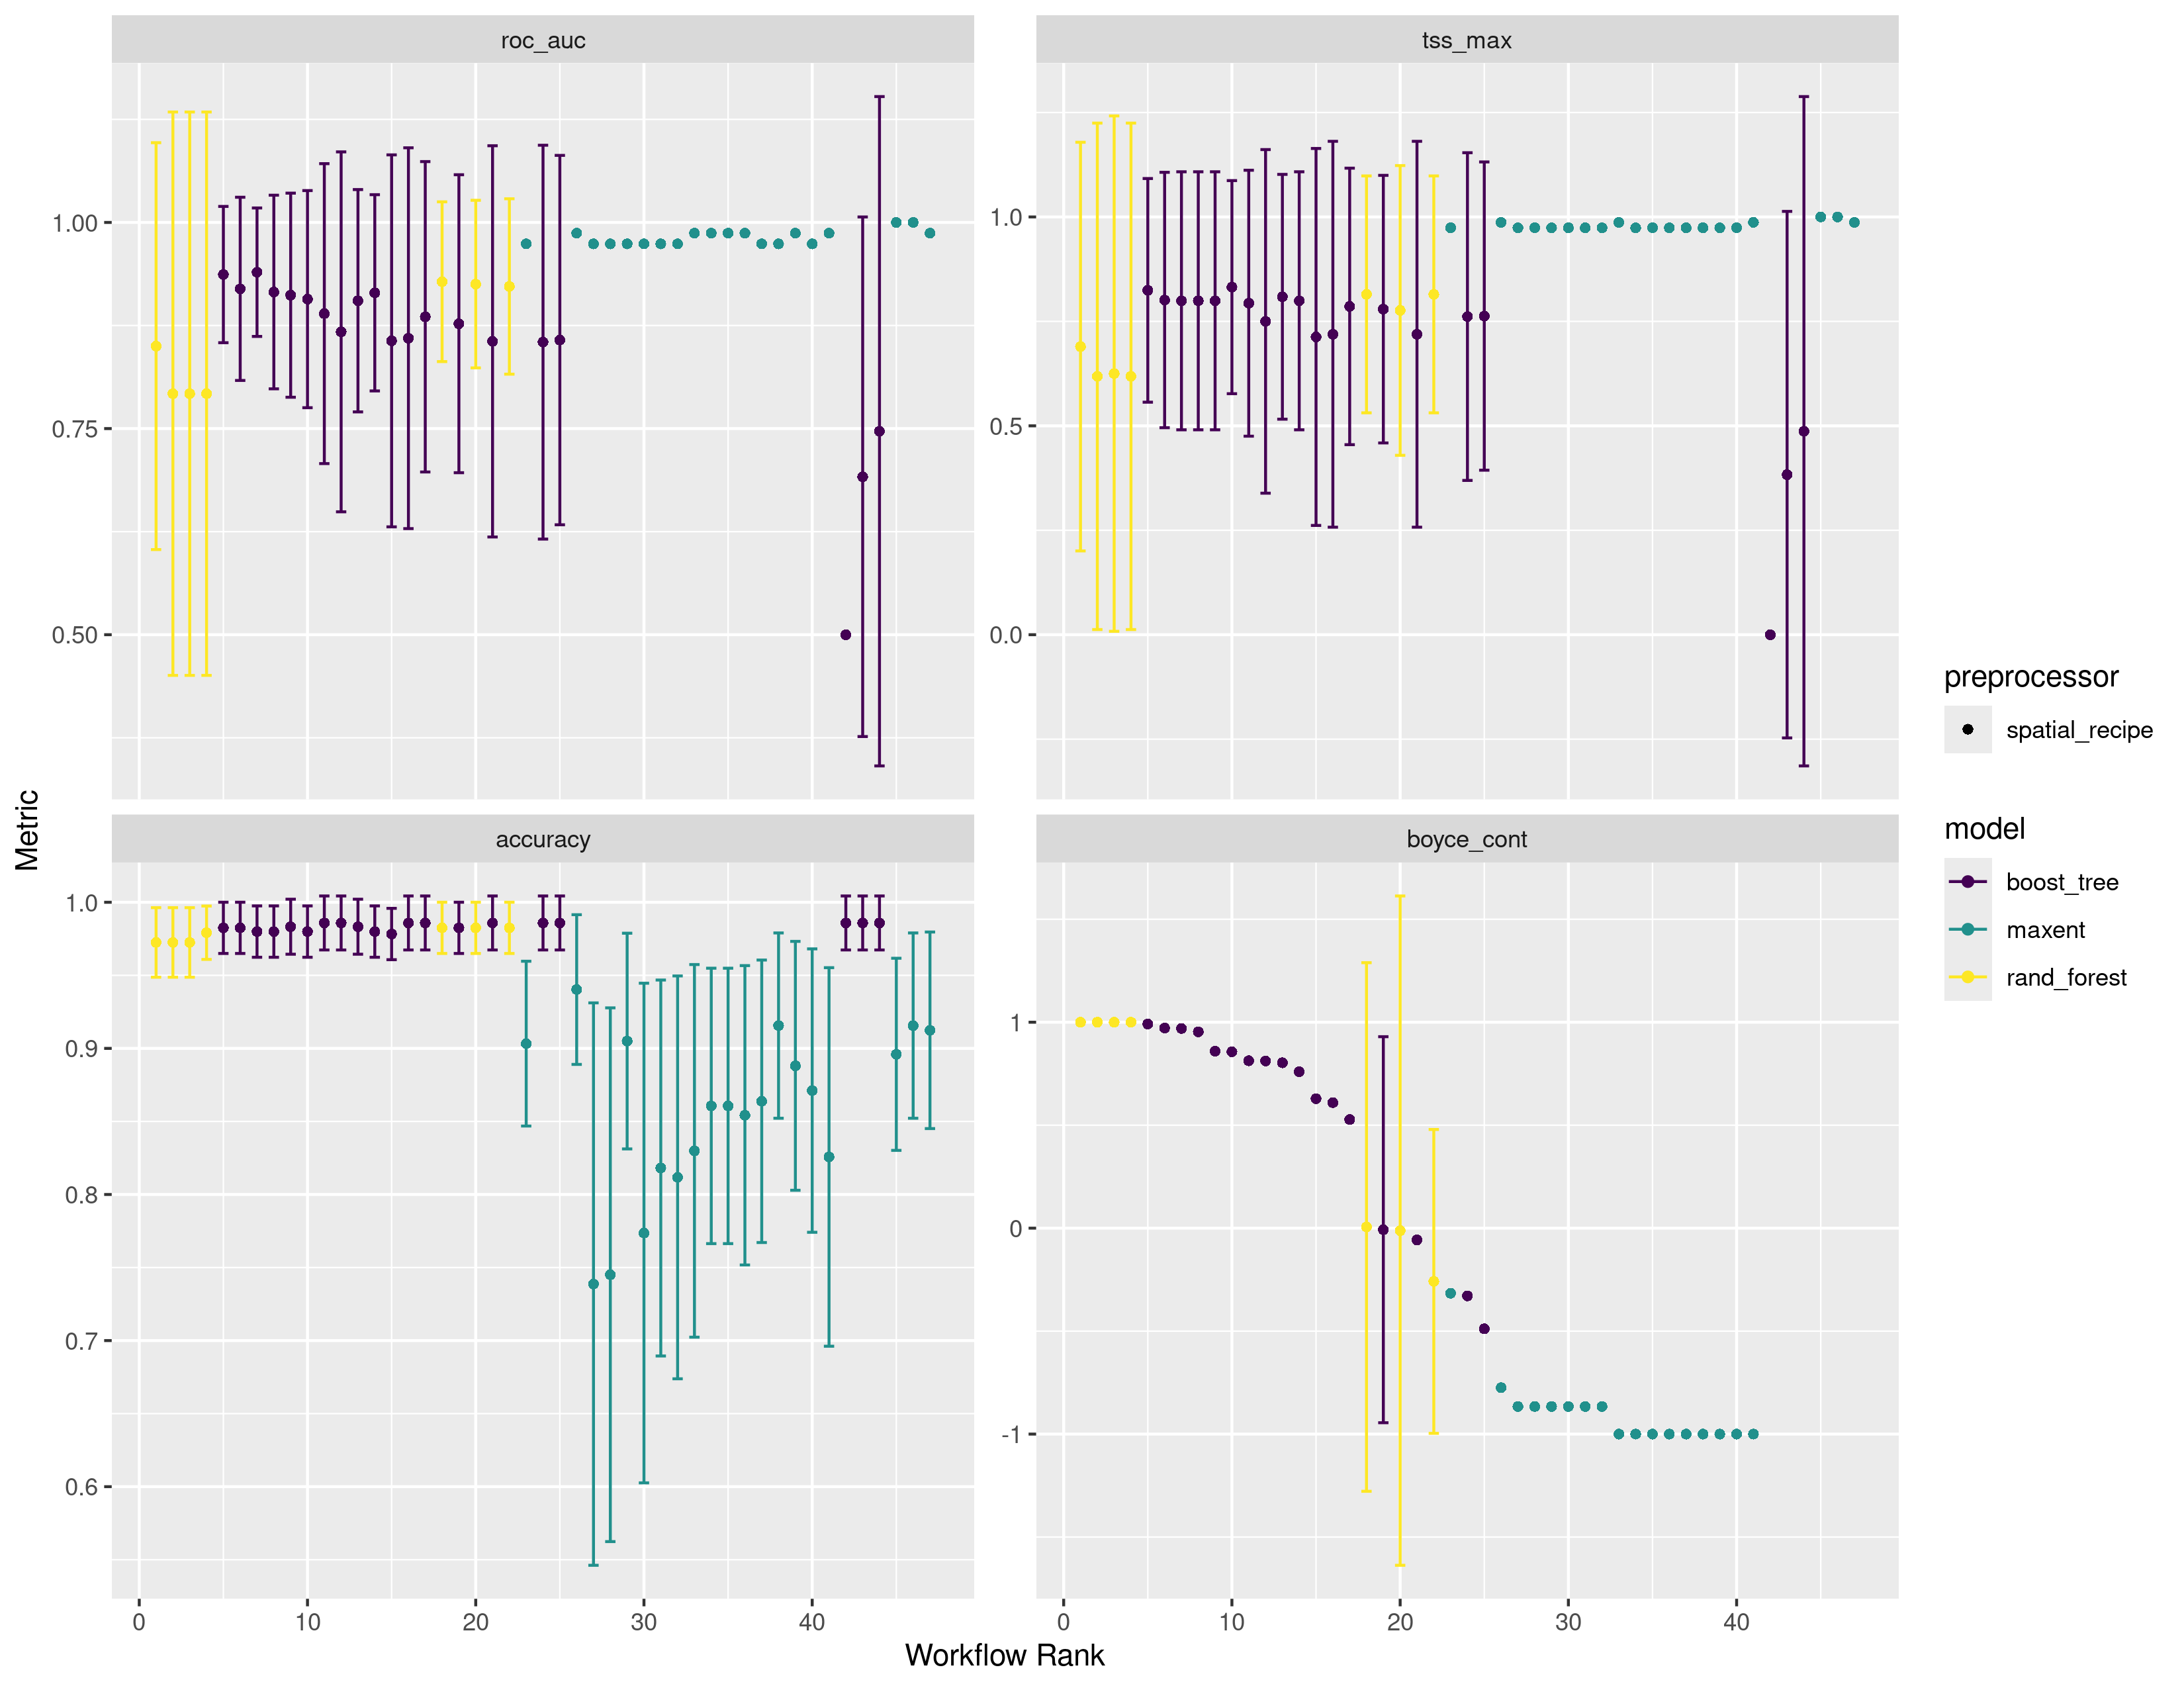 roc_auc
tss_max
1.00
0.75
0.50
1.0
0.5
0.0
accuracy
boyce_cont
1.0
0.9
0.8
0.7
0.6
1
0
-1
0 10 20 30 40
0 10 20 30 40
Metric
Workflow Rank
preprocessor
spatial_recipe
model
boost_tree
maxent
rand_forest